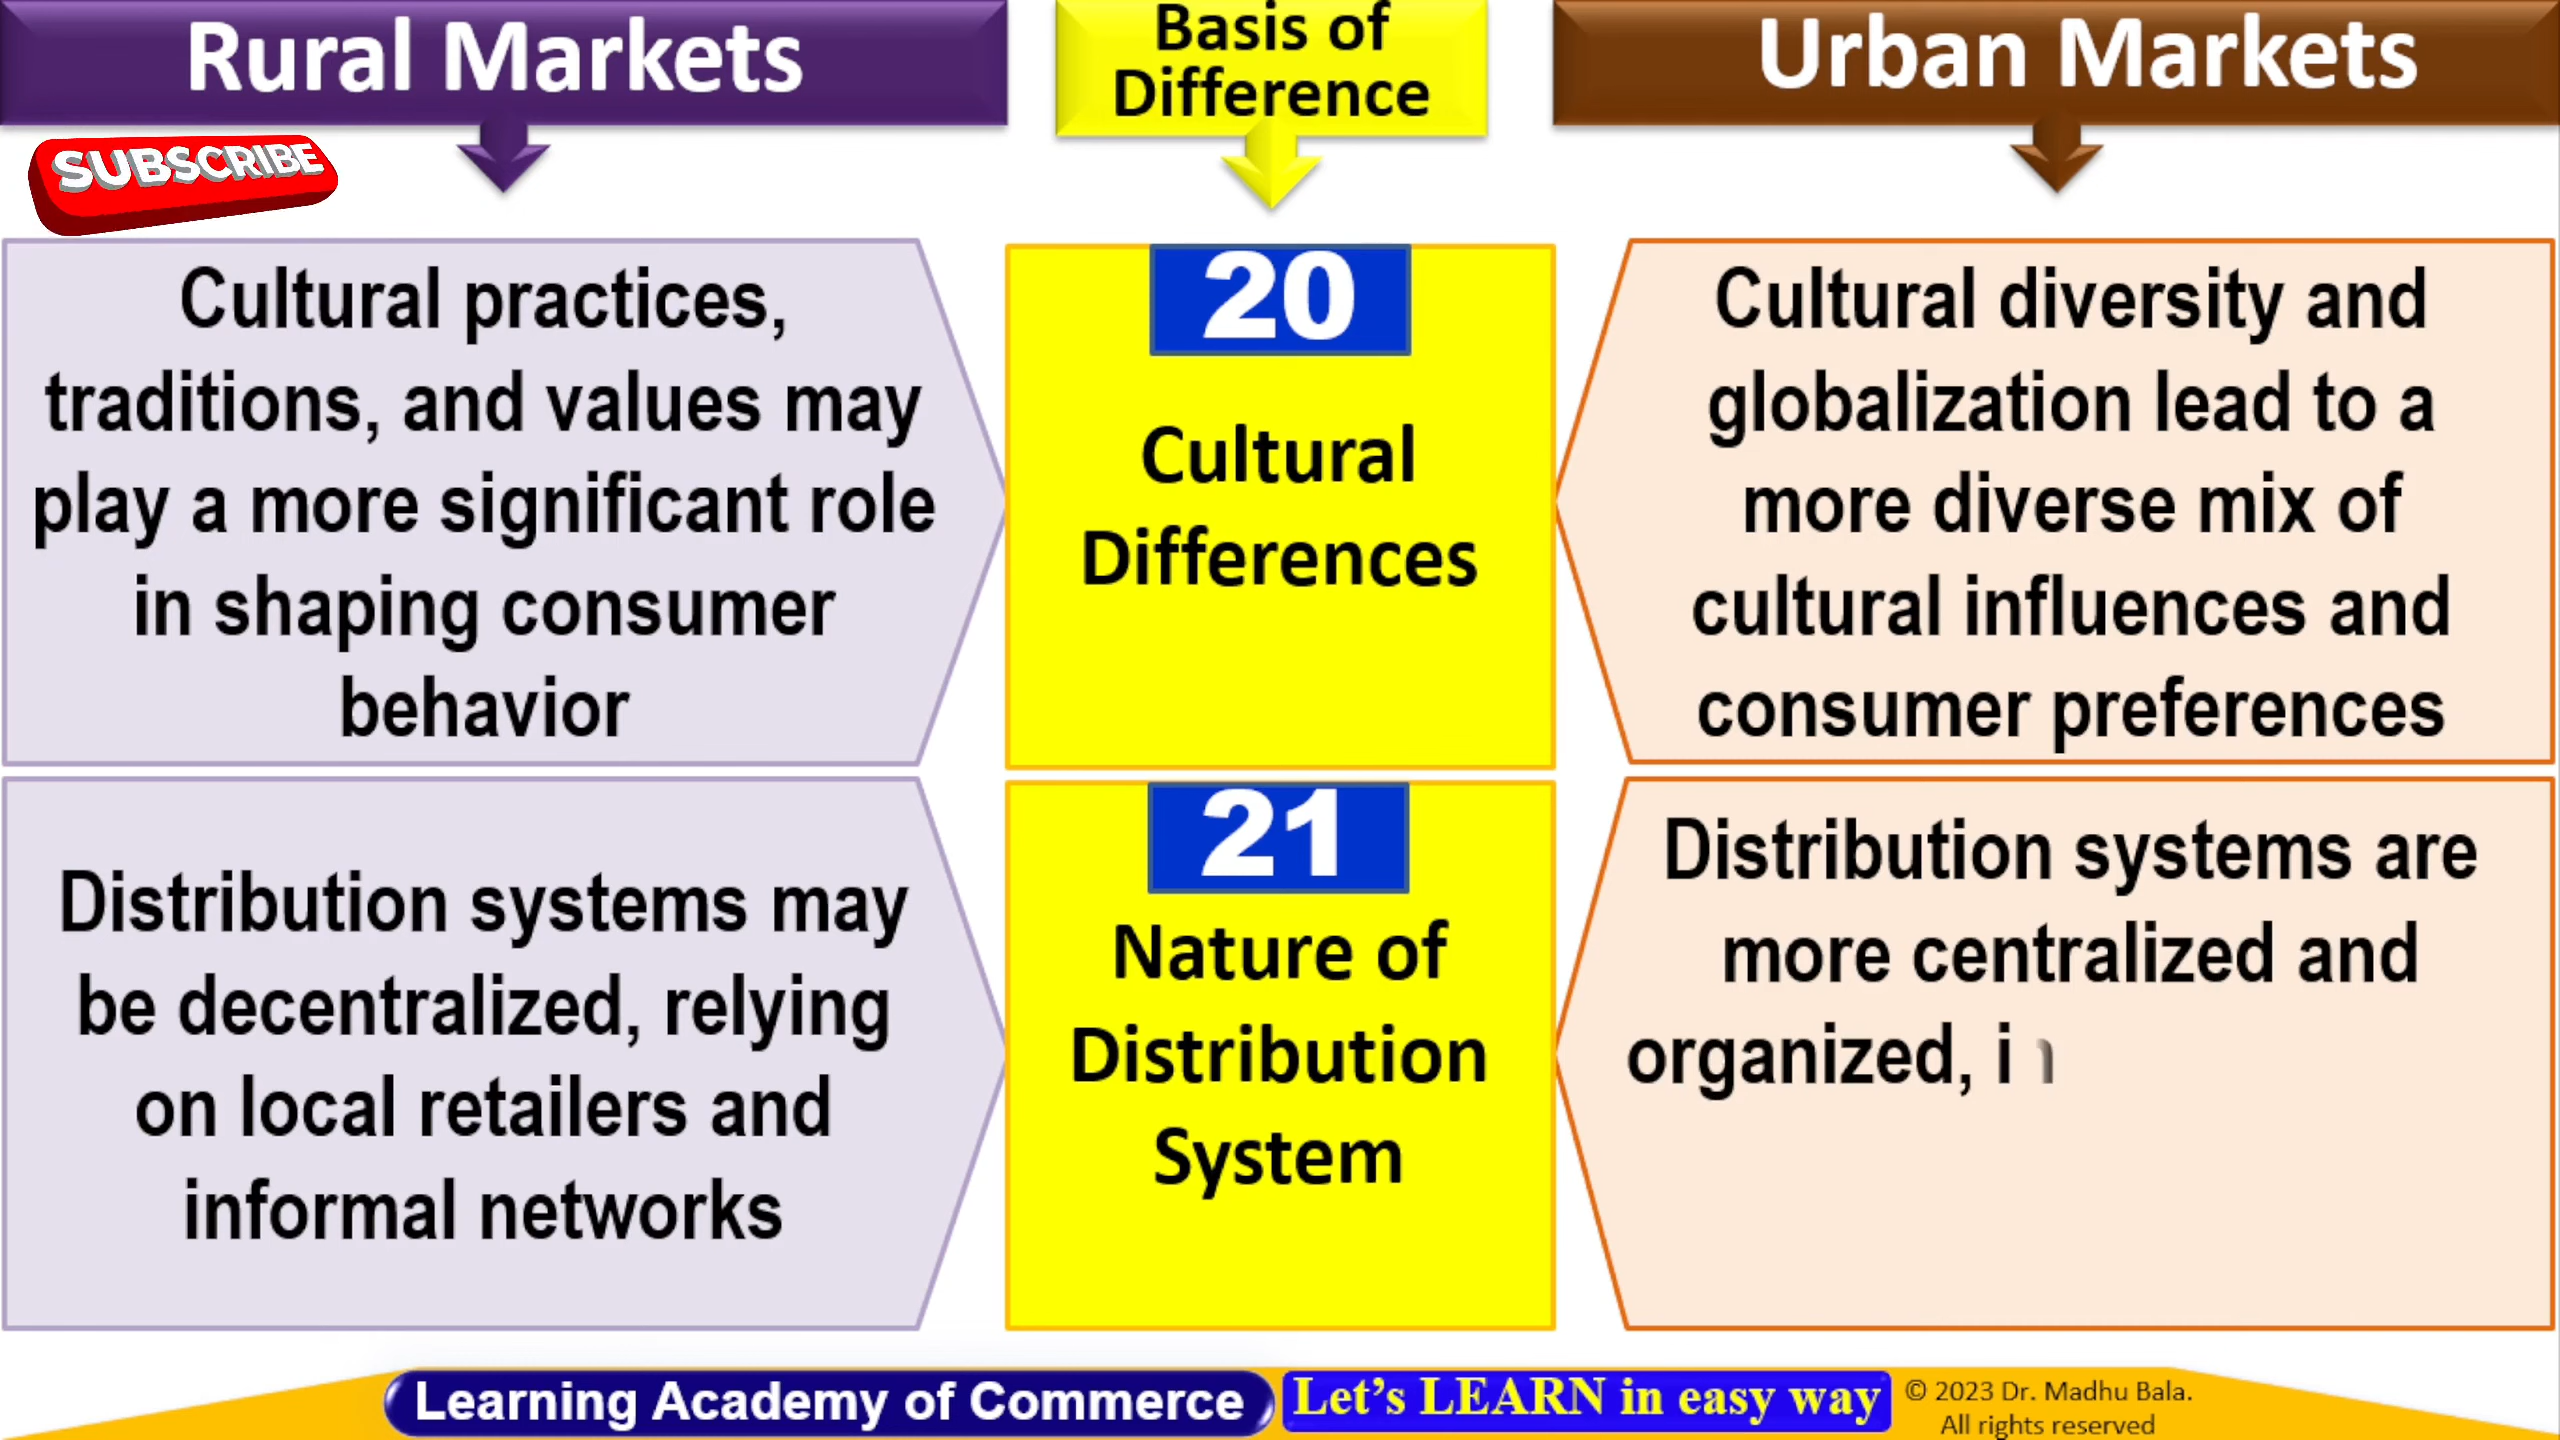 Rural Markets
Basis of
Difference
Urban Markets
SUBSCRIBE
Cultural practices,
traditions, and values may
play a more significant role
in shaping consumer
behavior
20
Cultural
Differences
Cultural diversity and
globalization lead to a
more diverse mix of
cultural influences and
consumer preferences
Distribution systems may
be decentralized, relying
on local retailers and
informal networks
21
Nature of
Distribution
System
Distribution systems are
more centralized and
organized, i
Learning Academy of Commerce
Let's LEARN in easy way
© 2023 Dr. Madhu Bala.
All rights reserved